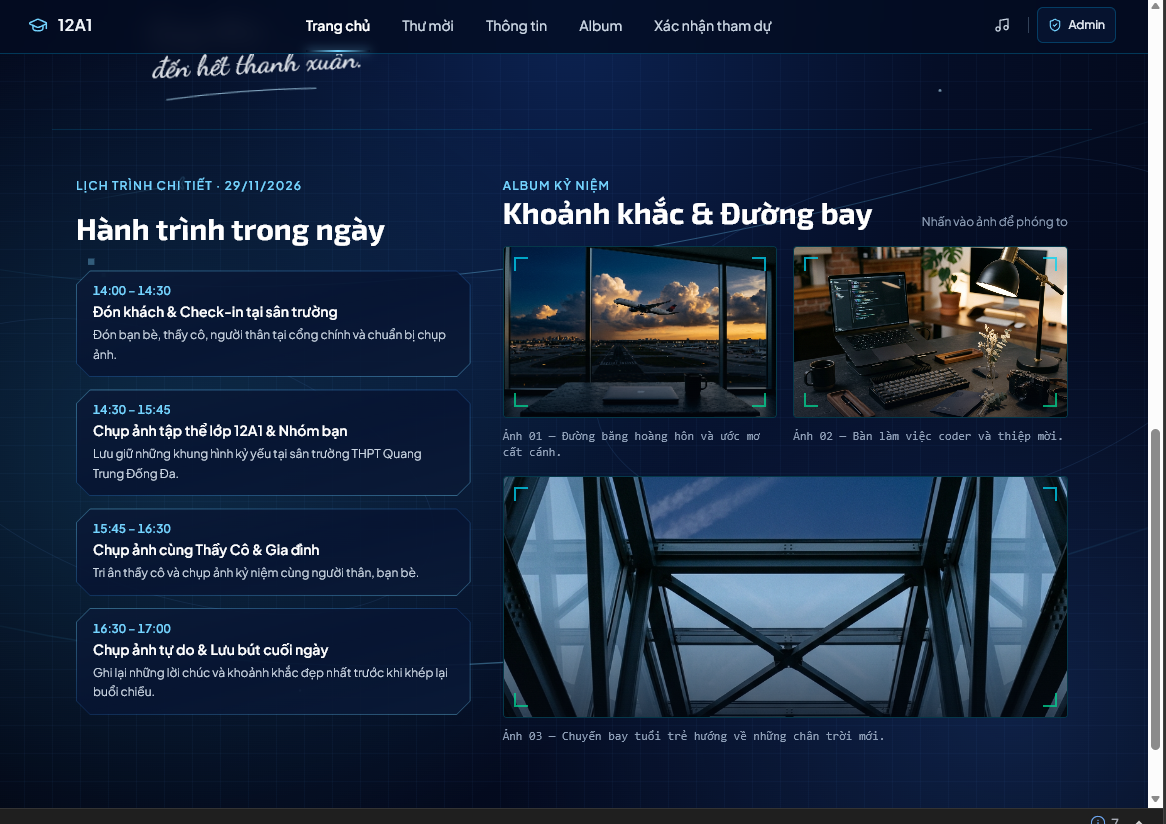 12A1
Trang chủ
Thư mời
Thông tin
Album
Xác nhận tham dự
Admin
đến hết thanh xuân.
LỊCH TRÌNH CHI TIẾT · 29/11/2026
Hành trình trong ngày
14:00 – 14:30
Đón khách & Check-in tại sân trường
Đón bạn bè, thầy cô, người thân tại cổng chính và chuẩn bị chụp
ảnh.
14:30 – 15:45
Chụp ảnh tập thể lớp 12A1 & Nhóm bạn
Lưu giữ những khung hình kỷ yếu tại sân trường THPT Quang
Trung Đống Đa.
15:45 – 16:30
Chụp ảnh cùng Thầy Cô & Gia đình
Tri ân thầy cô và chụp ảnh kỷ niệm cùng người thân, bạn bè.
16:30 – 17:00
Chụp ảnh tự do & Lưu bút cuối ngày
Ghi lại những lời chúc và khoảnh khắc đẹp nhất trước khi khép lại
buổi chiều.
ALBUM KỶ NIỆM
Khoảnh khắc & Đường bay
Nhấn vào ảnh để phóng to
Ảnh 01 — Đường băng hoàng hôn và ước mơ
cất cánh.
Ảnh 02 — Bàn làm việc coder và thiệp mời.
Ảnh 03 — Chuyến bay tuổi trẻ hướng về những chân trời mới.
7